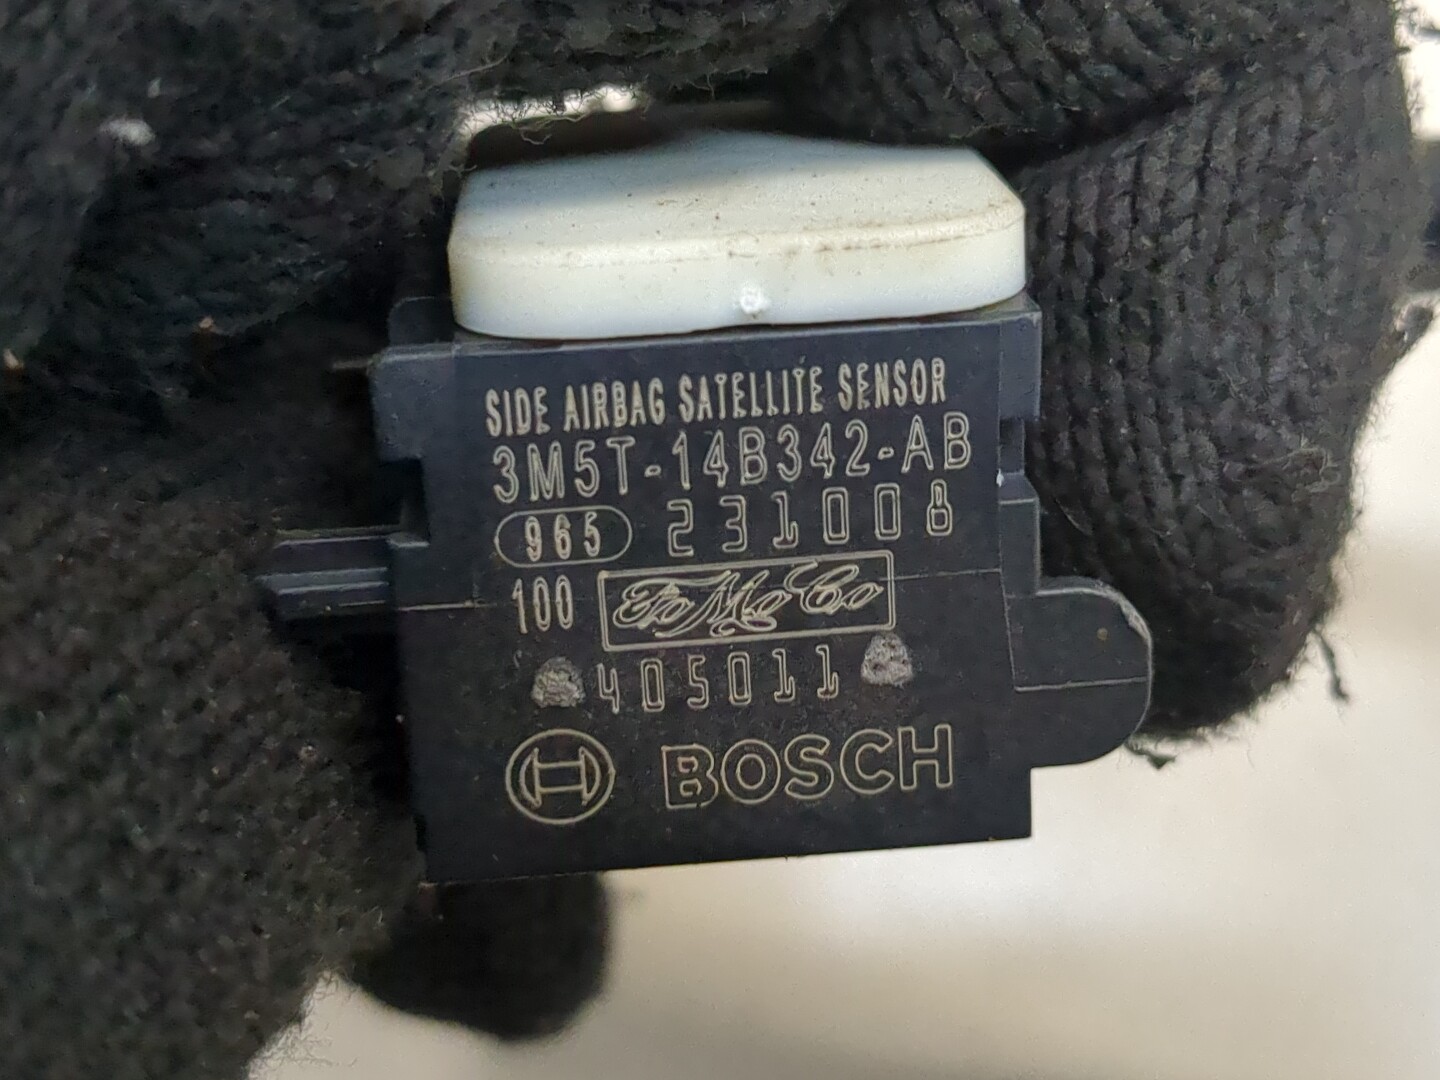 SIDE AIRBAG SATELLITE SENSOR
3M5T-14B342-AB
965 231008
100 FoMoCo
405011
BOSCH